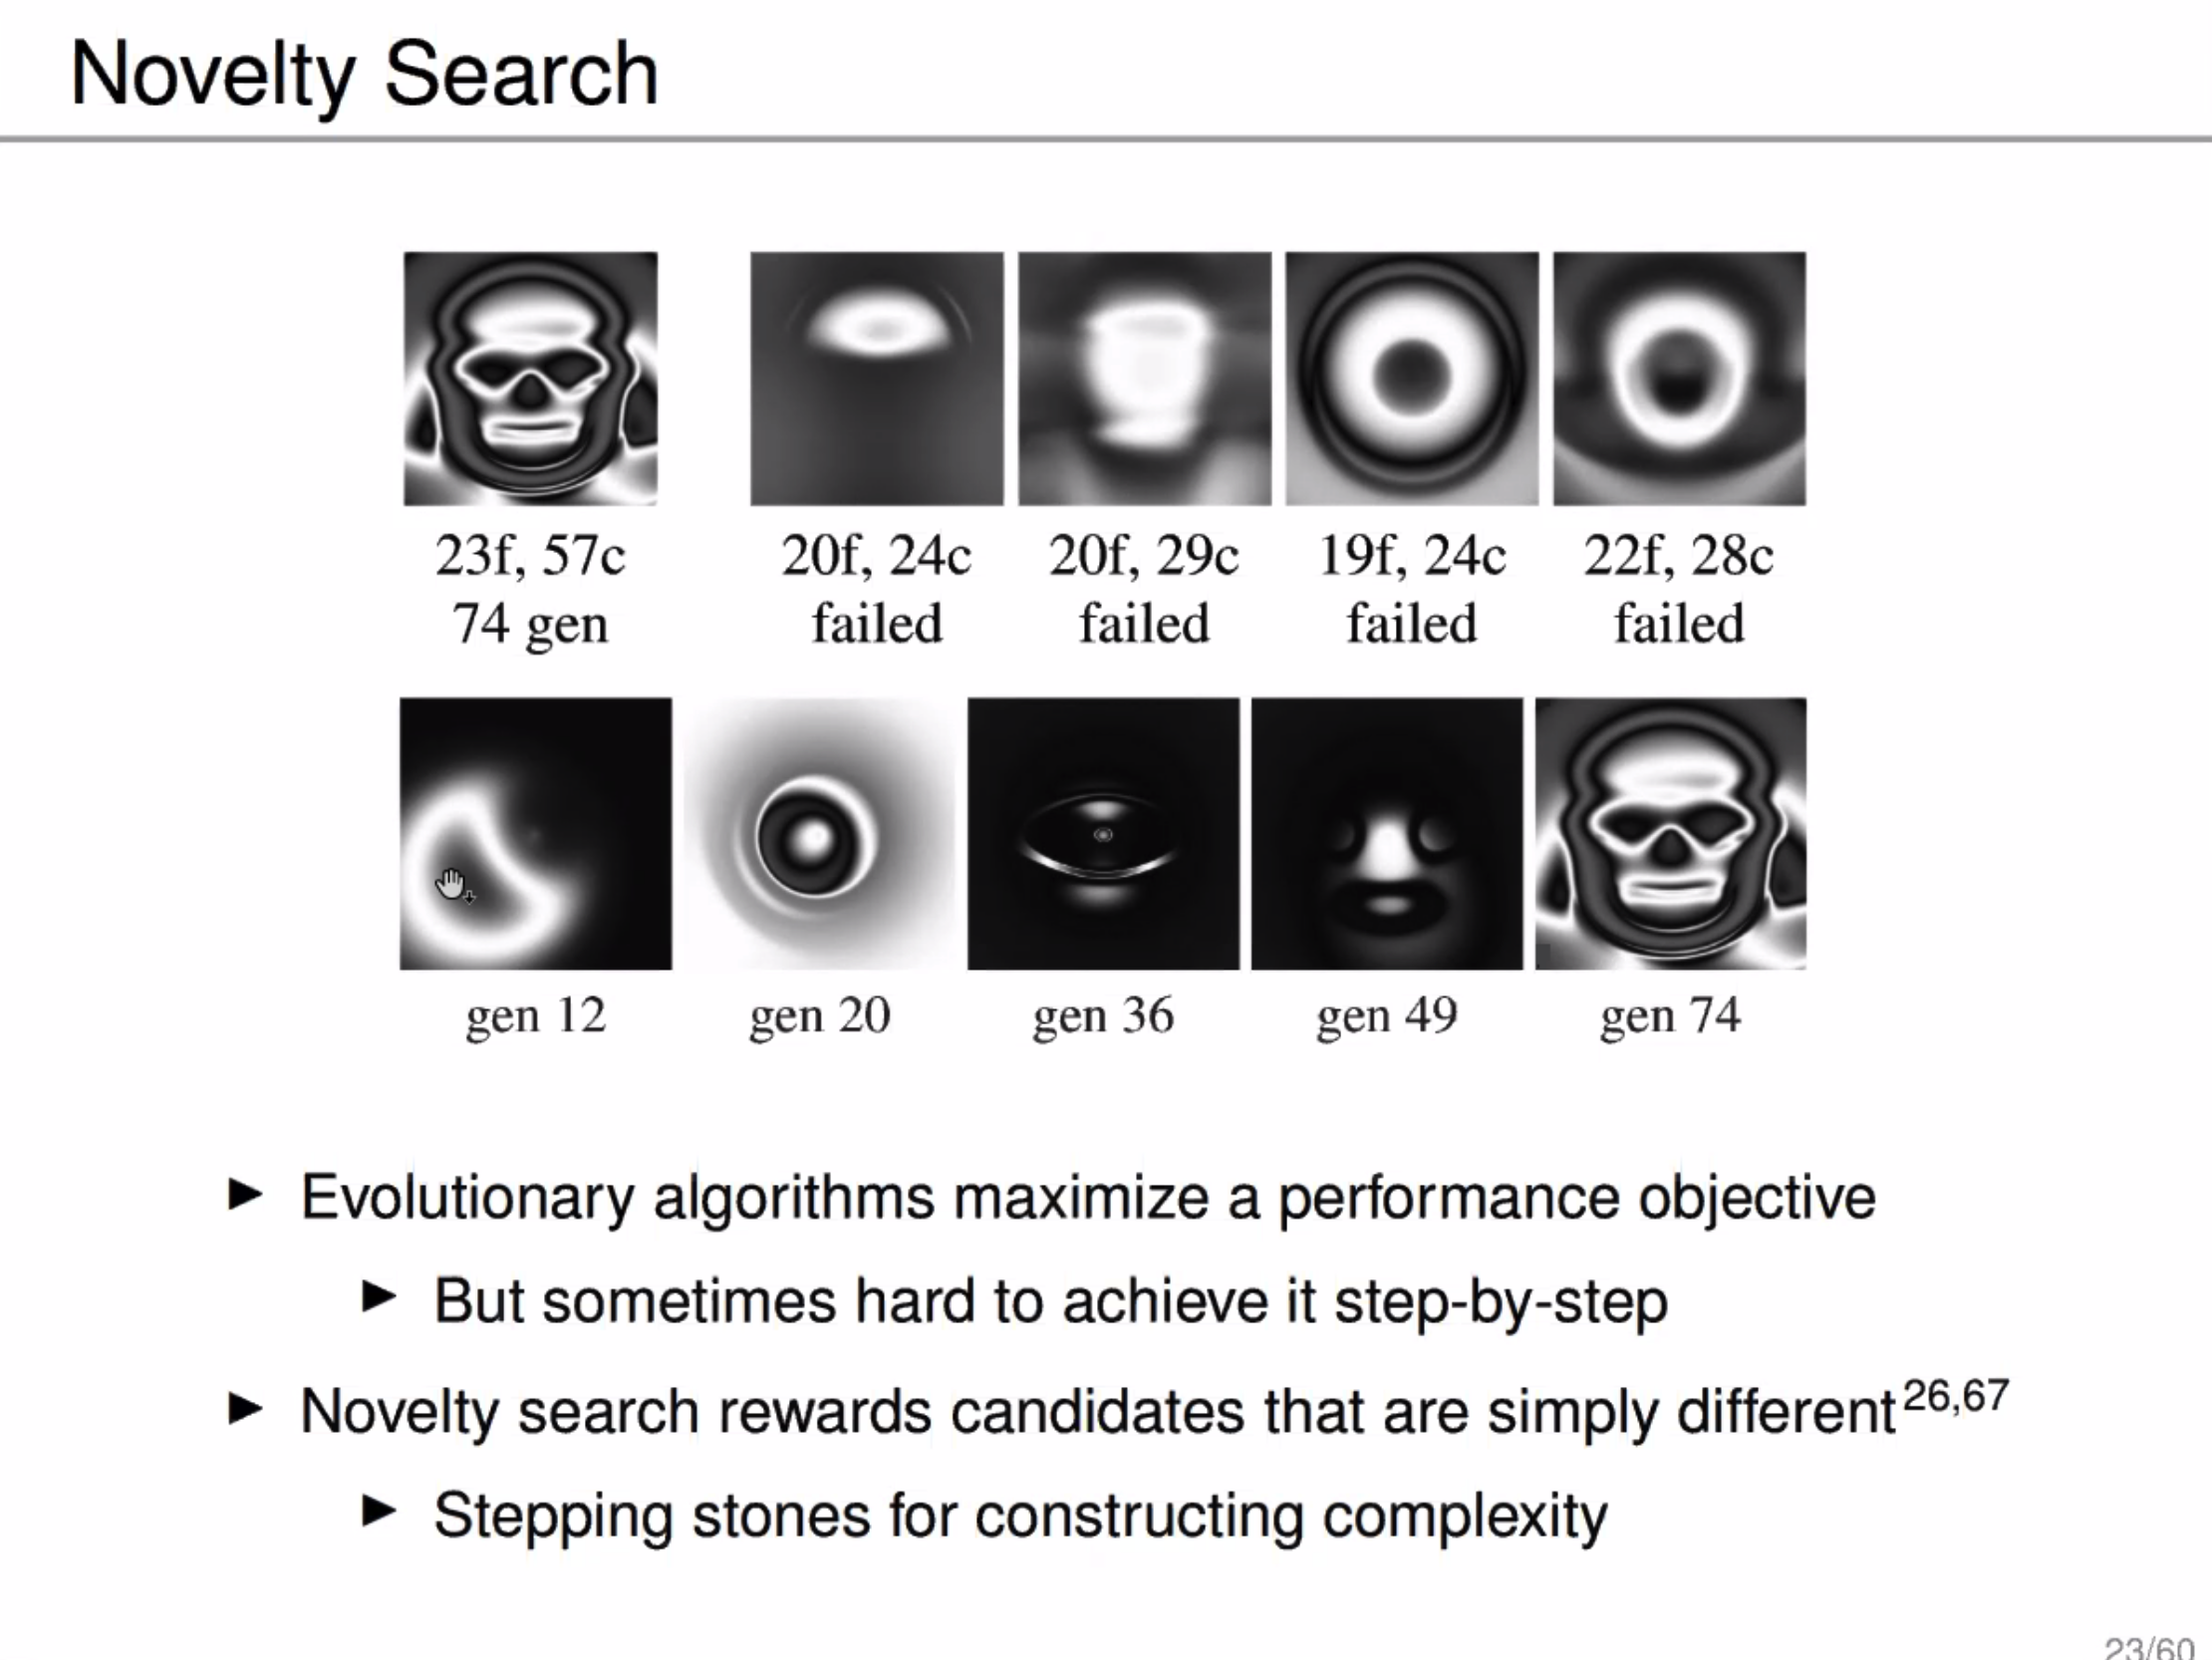 Novelty Search
23f, 57c
74 gen
20f, 24c
failed
20f, 29c
failed
19f, 24c
failed
22f, 28c
failed
gen 12
gen 20
gen 36
gen 49
gen 74
► Evolutionary algorithms maximize a performance objective
► But sometimes hard to achieve it step-by-step
► Novelty search rewards candidates that are simply different26,67
► Stepping stones for constructing complexity
23/60